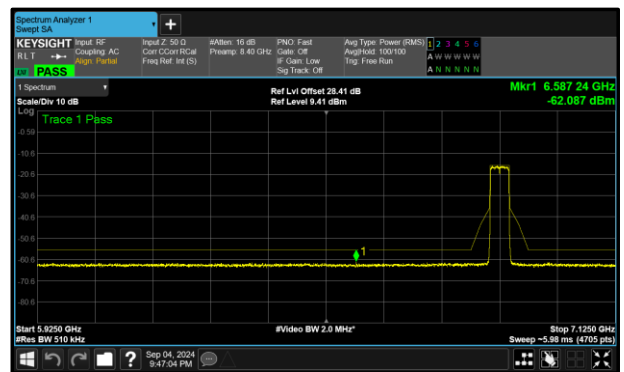 Spectrum Analyzer 1
Swept SA
+
KEYSIGHT Input: RF Input Z: 50 Ω #Atten: 16 dB PNO: Fast Avg Type: Power (RMS) 1 2 3 4 5 6
RLT Coupling: AC Corr CCorr RCal Preamp: 8.40 GHz Gate: Off Avg|Hold: 100/100 A W W W W W
Align: Partial Freq Ref: Int (S) IF Gain: Low Trig: Free Run
LW PASS Sig Track: Off A N N N N N
1 Spectrum Ref Lvl Offset 28.41 dB Mkr1 6.587 24 GHz
Scale/Div 10 dB Ref Level 9.41 dBm -62.087 dBm
Log Trace 1 Pass
-0.59
-10.6
-20.6
-30.6
-40.6
-50.6
1
-60.6
-70.6
-80.6
Start 5.9250 GHz #Video BW 2.0 MHz* Stop 7.1250 GHz
#Res BW 510 kHz Sweep ~5.98 ms (4705 pts)
? Sep 04, 2024
9:47:04 PM